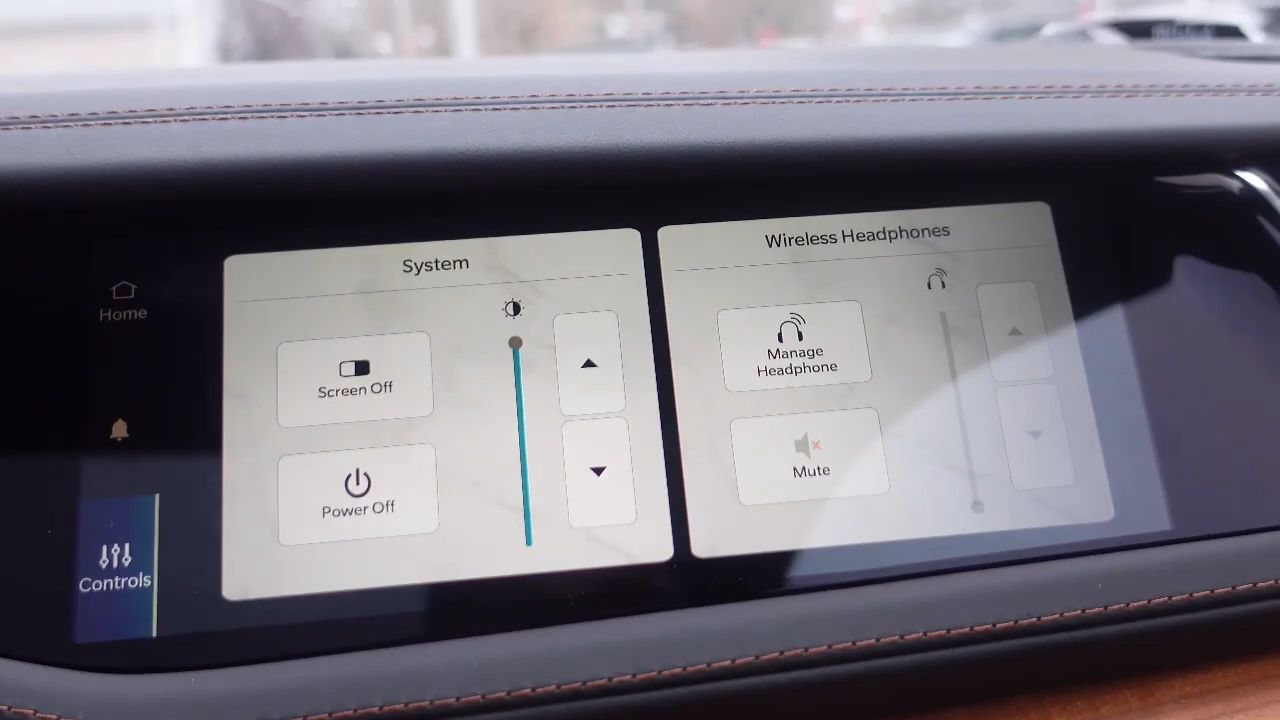 Home
Controls
System
Screen Off
Power Off
Wireless Headphones
Manage
Headphone
Mute